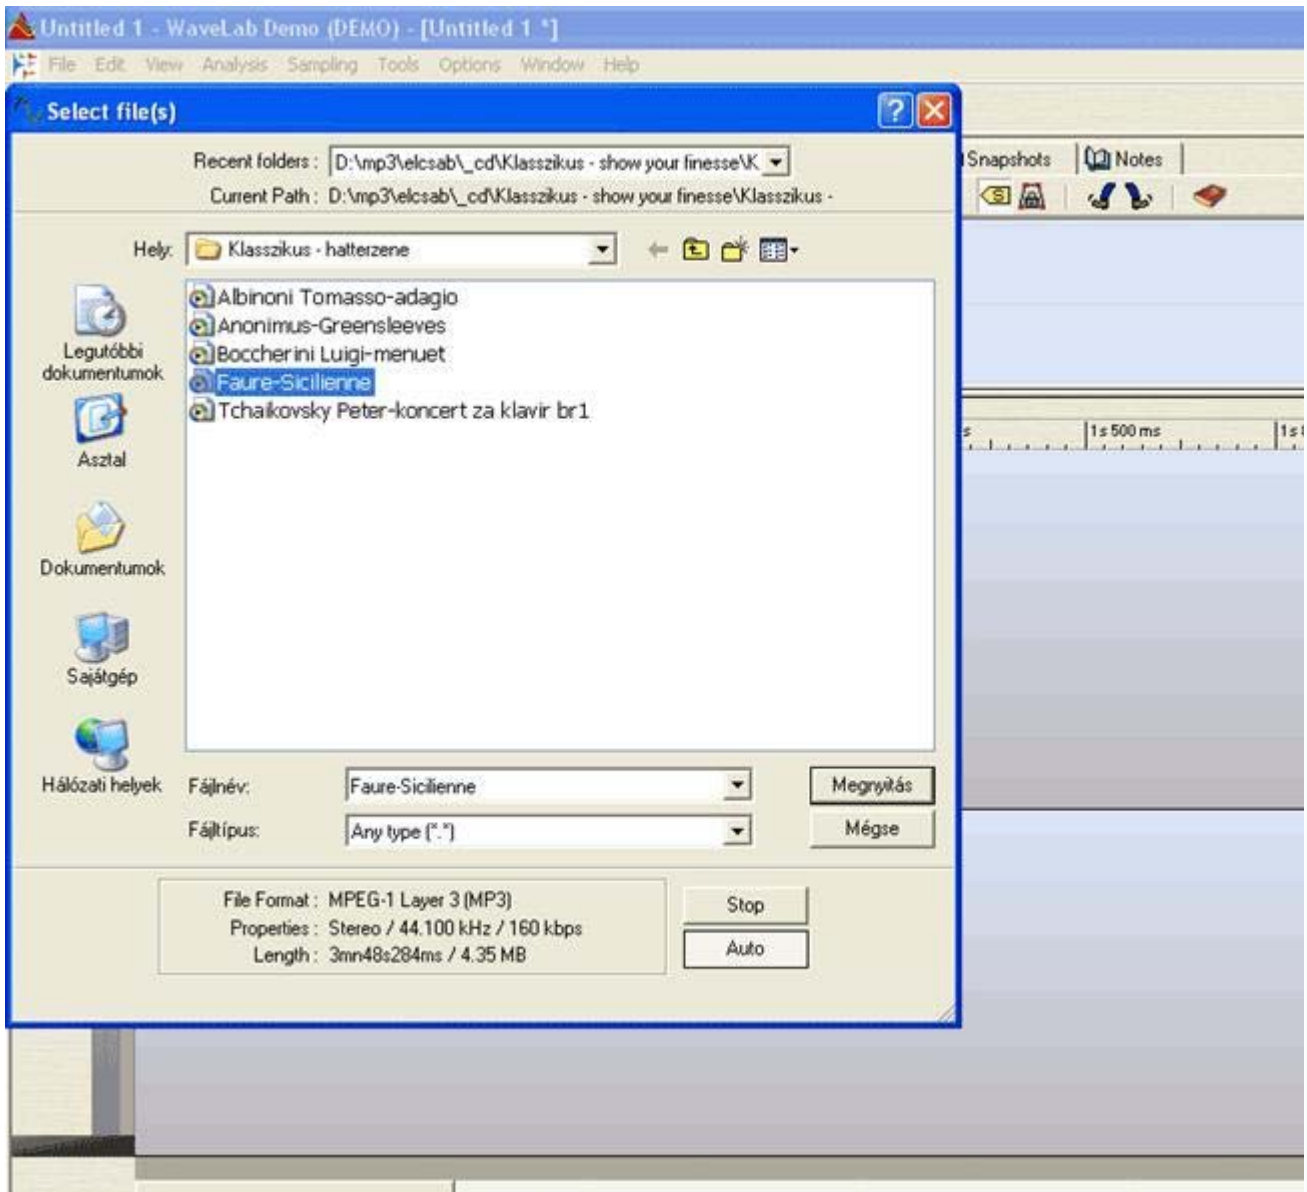 Untitled 1 - WaveLab Demo (DEMO) - [Untitled 1 *]
File Edit View Analysis Sampling Tools Options Window Help
Select file(s)
Recent folders : D:\mp3\elcsab\_cd\Klasszikus - show your finesse\K
Current Path : D:\mp3\elcsab\_cd\Klasszikus - show your finesse\Klasszikus -
Snapshots Notes
Hely: Klasszikus - hatterzene
Albinoni Tomasso-adagio
Anonimus-Greensleeves
Boccherini Luigi-menuet
Faure-Sicilienne
Tchaikovsky Peter-koncert za klavir br1
Legutóbbi
dokumentumok
Asztal
Dokumentumok
Sajátgép
Hálózati helyek
s 1 s 500 ms 1 s
Fájlnév: Faure-Sicilienne Megnyitás
Fájltípus: Any type (*.*) Mégse
File Format : MPEG-1 Layer 3 (MP3) Stop
Properties : Stereo / 44.100 kHz / 160 kbps
Length : 3mn48s284ms / 4.35 MB Auto